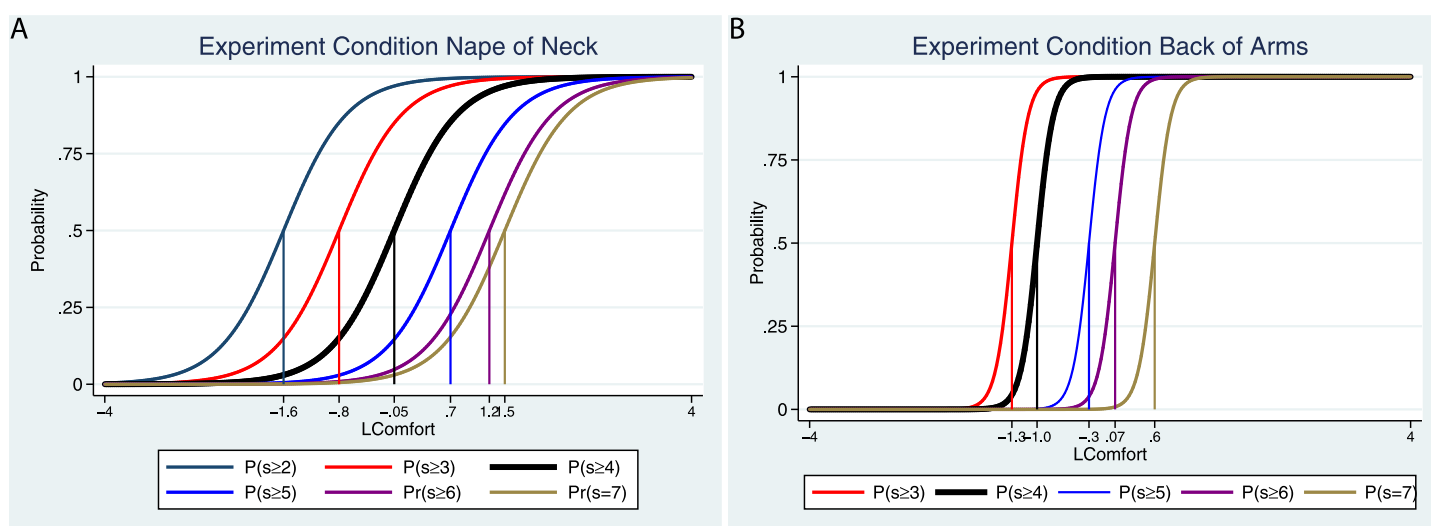 A
Experiment Condition Nape of Neck
Probability
1
.75
.5
.25
0
−4 −1.6 −.8 −.05 .7 1.2 1.5 4
LComfort
P(s≥2) P(s≥3) P(s≥4)
P(s≥5) Pr(s≥6) Pr(s=7)
B
Experiment Condition Back of Arms
Probability
1
.75
.5
.25
0
−4 −1.3 −1.0 −.3 .07 .6 4
LComfort
P(s≥3) P(s≥4) P(s≥5) P(s≥6) P(s=7)